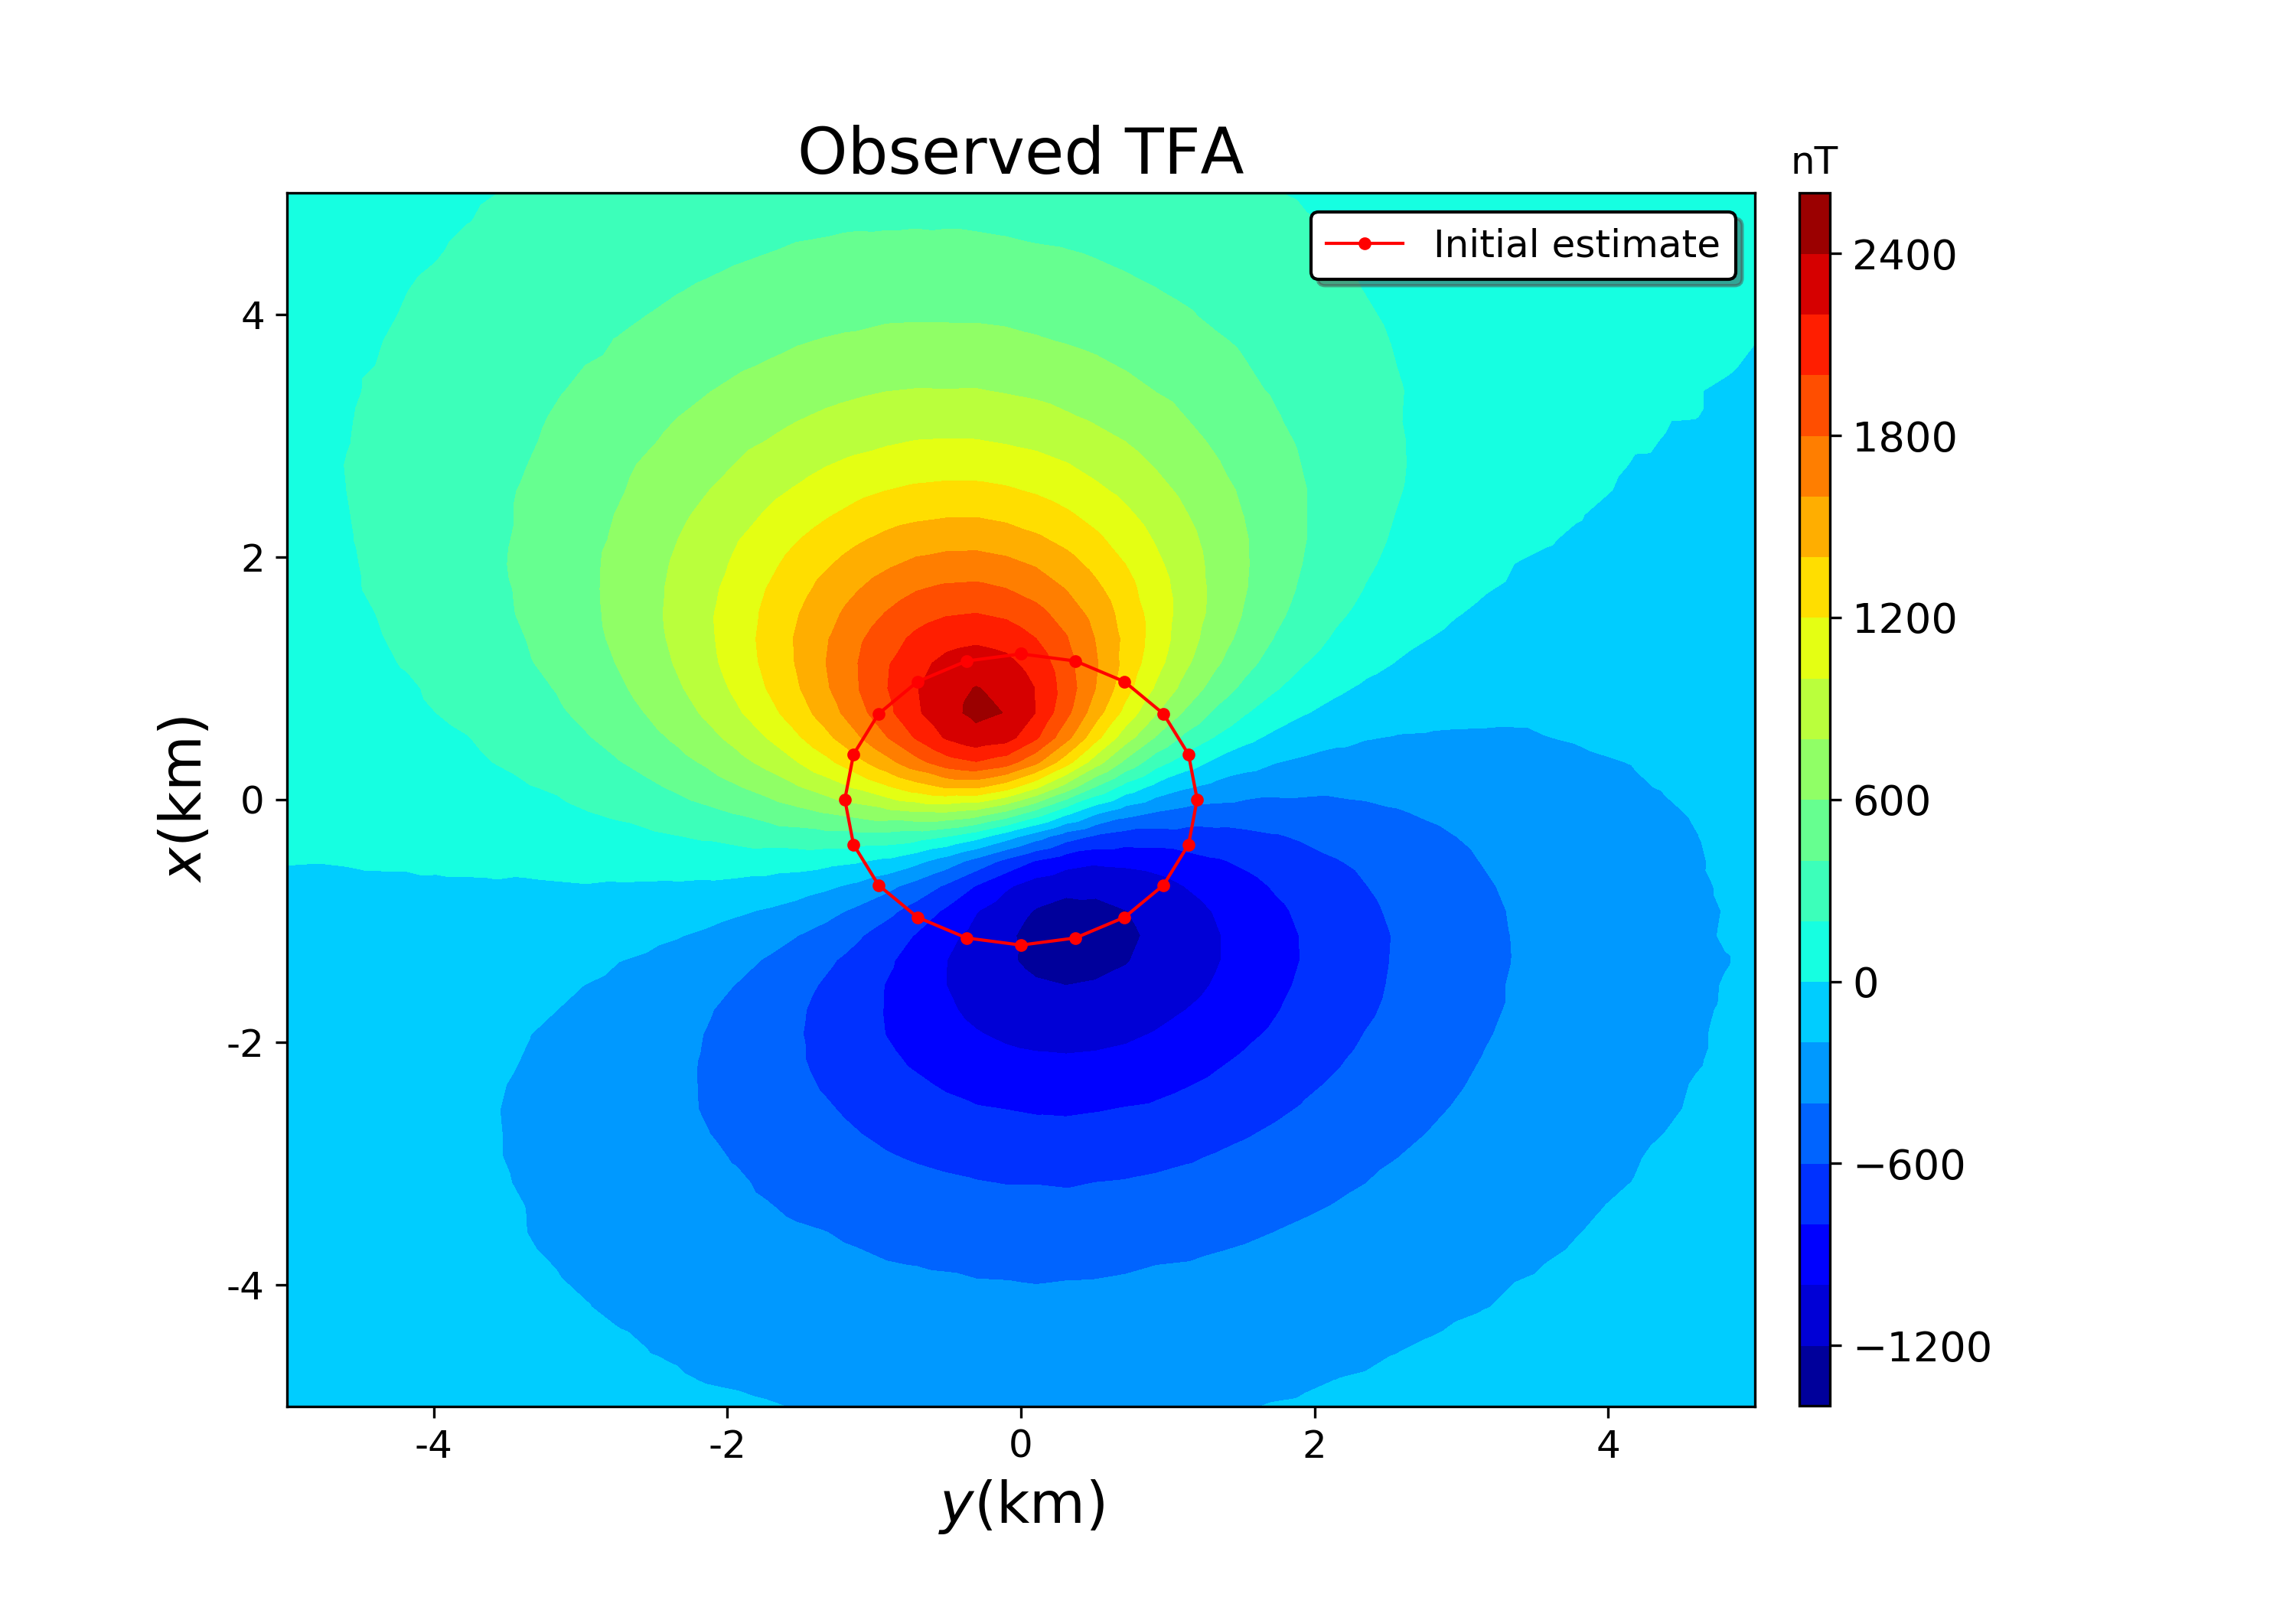 Observed TFA
nT
Initial estimate
4
2
0
-2
-4
x(km)
-4 -2 0 2 4
y(km)
2400
1800
1200
600
0
−600
−1200